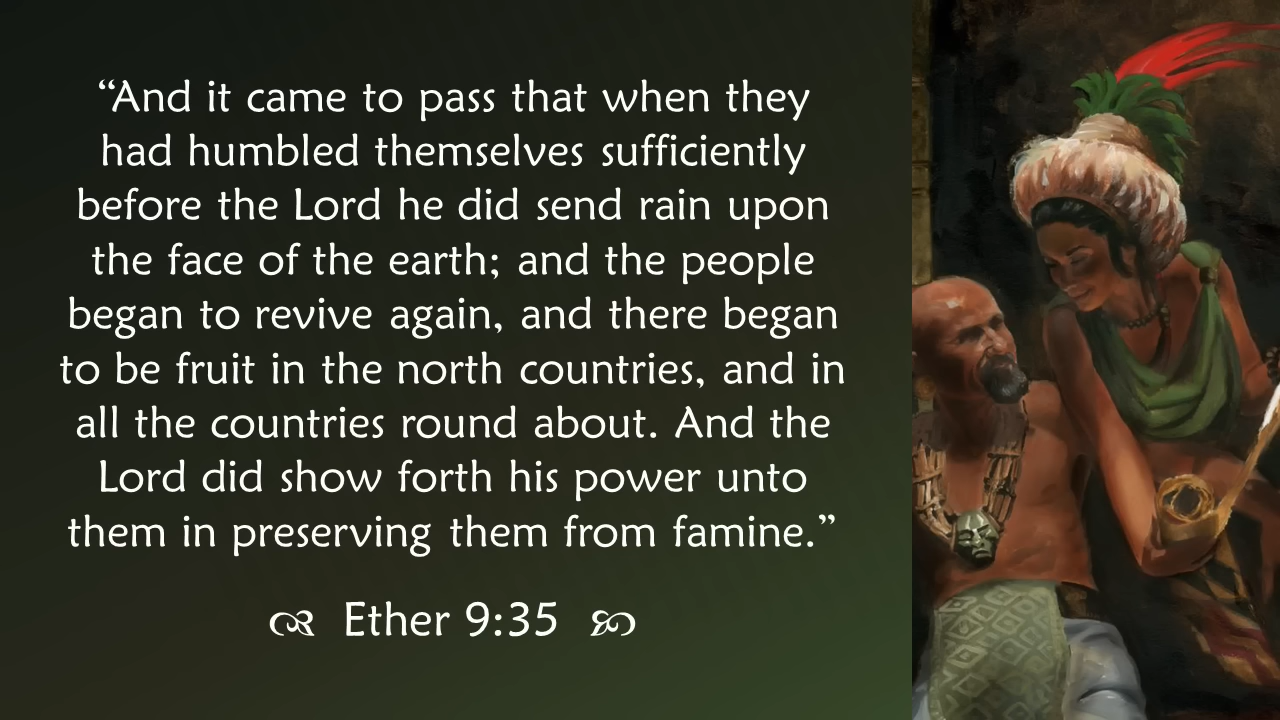 “And it came to pass that when they
had humbled themselves sufficiently
before the Lord he did send rain upon
the face of the earth; and the people
began to revive again, and there began
to be fruit in the north countries, and in
all the countries round about. And the
Lord did show forth his power unto
them in preserving them from famine.”
Ether 9:35